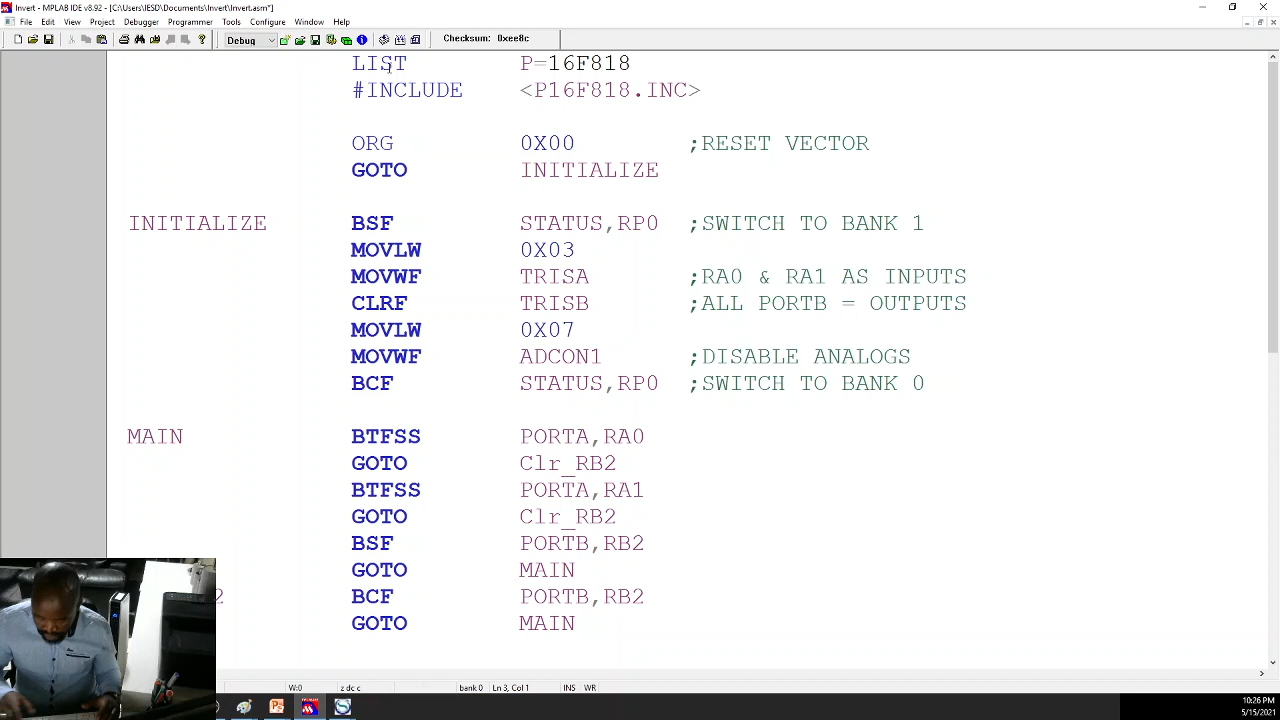 Invert - MPLAB IDE v8.92 - [C:\Users\IESD\Documents\Invert\Invert.asm*]
File Edit View Project Debugger Programmer Tools Configure Window Help
Debug Checksum: 0xee8c
LIST P=16F818
#INCLUDE <P16F818.INC>
ORG 0X00 ;RESET VECTOR
GOTO INITIALIZE
INITIALIZE BSF STATUS,RP0 ;SWITCH TO BANK 1
MOVLW 0X03
MOVWF TRISA ;RA0 & RA1 AS INPUTS
CLRF TRISB ;ALL PORTB = OUTPUTS
MOVLW 0X07
MOVWF ADCON1 ;DISABLE ANALOGS
BCF STATUS,RP0 ;SWITCH TO BANK 0
MAIN BTFSS PORTA,RA0
GOTO Clr_RB2
BTFSS PORTA,RA1
GOTO Clr_RB2
BSF PORTB,RB2
GOTO MAIN
2 BCF PORTB,RB2
GOTO MAIN
W:0 z dc c bank 0 Ln 3, Col 1 INS WR
10:26 PM
5/15/2021